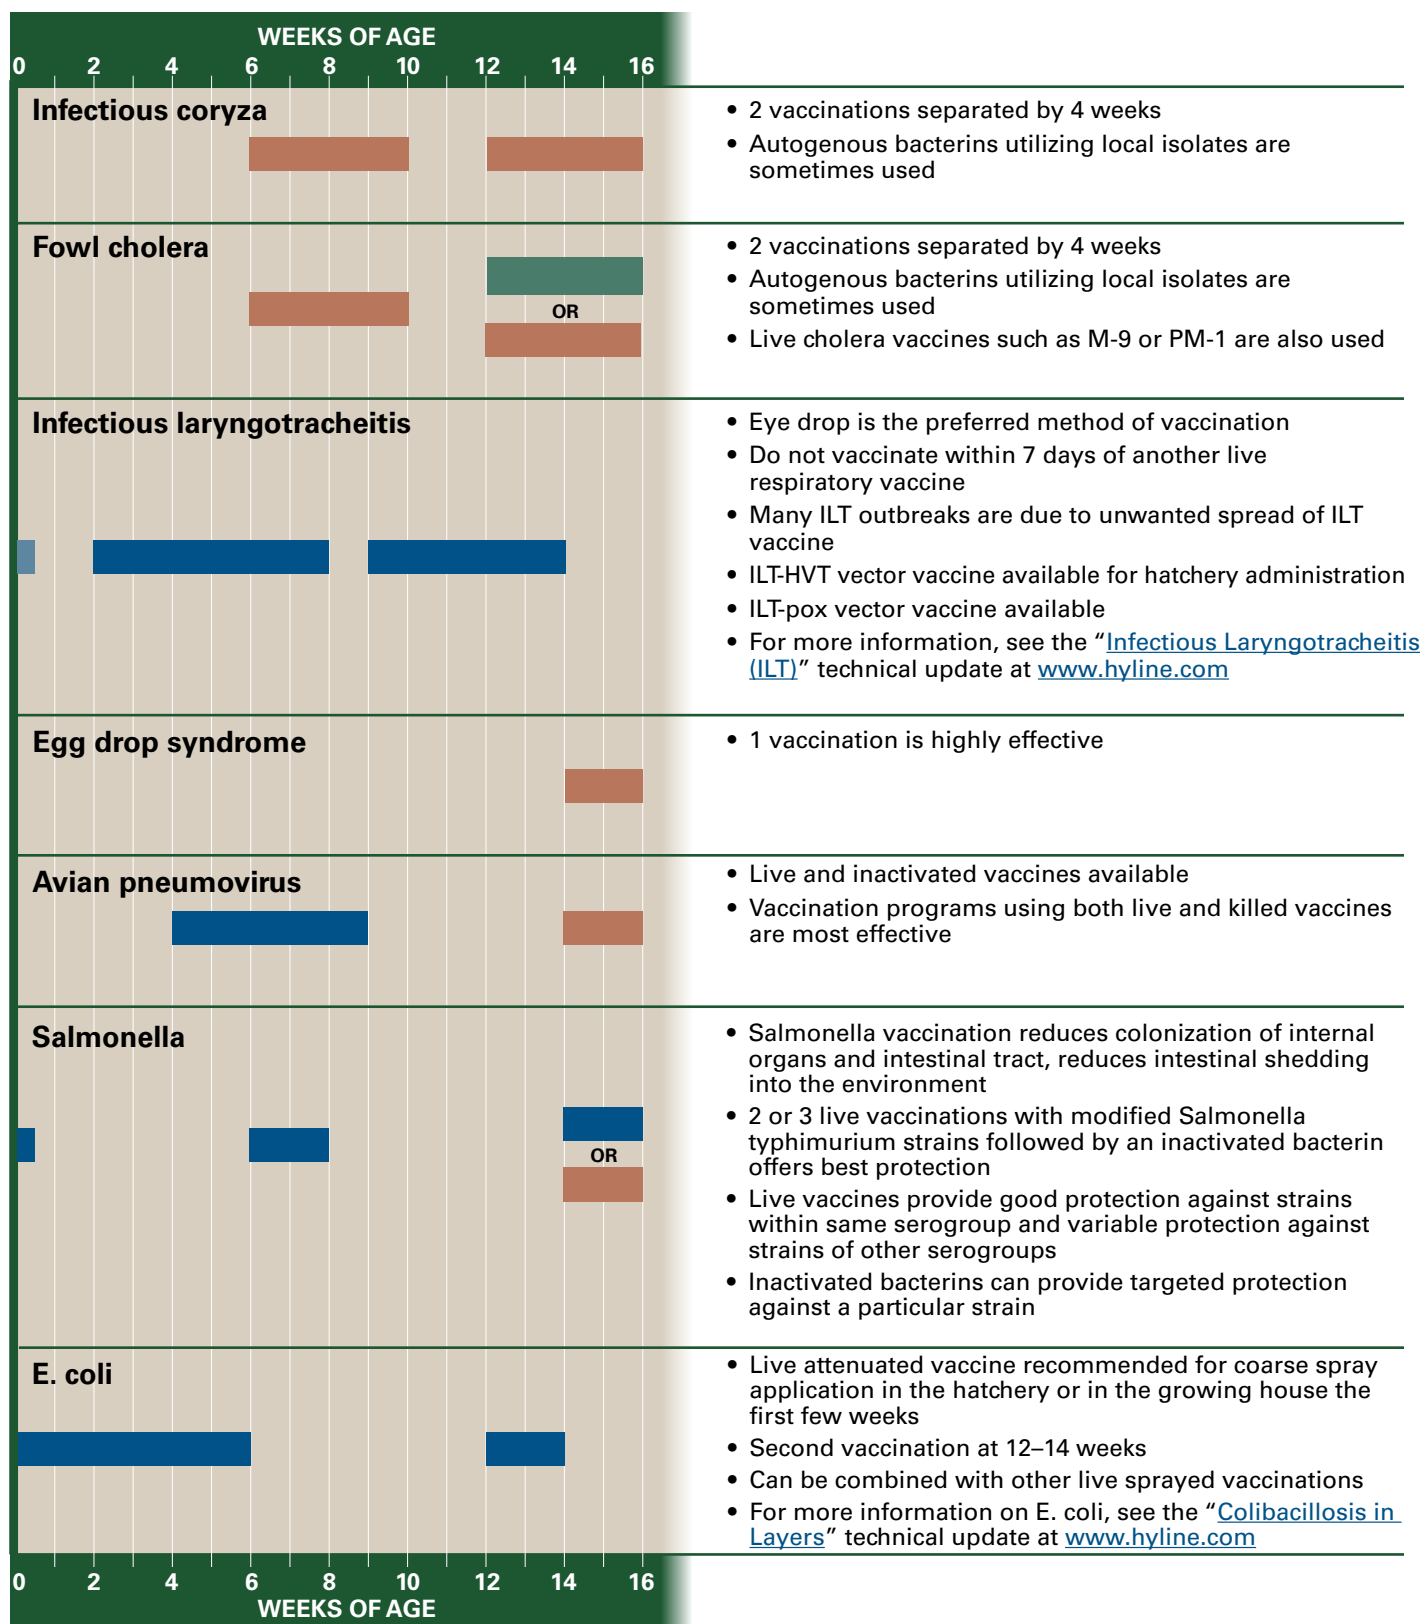 WEEKS OF AGE
0 2 4 6 8 10 12 14 16
Infectious coryza
• 2 vaccinations separated by 4 weeks
• Autogenous bacterins utilizing local isolates are
sometimes used
Fowl cholera
OR
• 2 vaccinations separated by 4 weeks
• Autogenous bacterins utilizing local isolates are
sometimes used
• Live cholera vaccines such as M-9 or PM-1 are also used
Infectious laryngotracheitis
• Eye drop is the preferred method of vaccination
• Do not vaccinate within 7 days of another live
respiratory vaccine
• Many ILT outbreaks are due to unwanted spread of ILT
vaccine
• ILT-HVT vector vaccine available for hatchery administration
• ILT-pox vector vaccine available
• For more information, see the “Infectious Laryngotracheitis
(ILT)” technical update at www.hyline.com
Egg drop syndrome
• 1 vaccination is highly effective
Avian pneumovirus
• Live and inactivated vaccines available
• Vaccination programs using both live and killed vaccines
are most effective
Salmonella
OR
• Salmonella vaccination reduces colonization of internal
organs and intestinal tract, reduces intestinal shedding
into the environment
• 2 or 3 live vaccinations with modified Salmonella
typhimurium strains followed by an inactivated bacterin
offers best protection
• Live vaccines provide good protection against strains
within same serogroup and variable protection against
strains of other serogroups
• Inactivated bacterins can provide targeted protection
against a particular strain
E. coli
• Live attenuated vaccine recommended for coarse spray
application in the hatchery or in the growing house the
first few weeks
• Second vaccination at 12–14 weeks
• Can be combined with other live sprayed vaccinations
• For more information on E. coli, see the “Colibacillosis in
Layers” technical update at www.hyline.com
0 2 4 6 8 10 12 14 16
WEEKS OF AGE